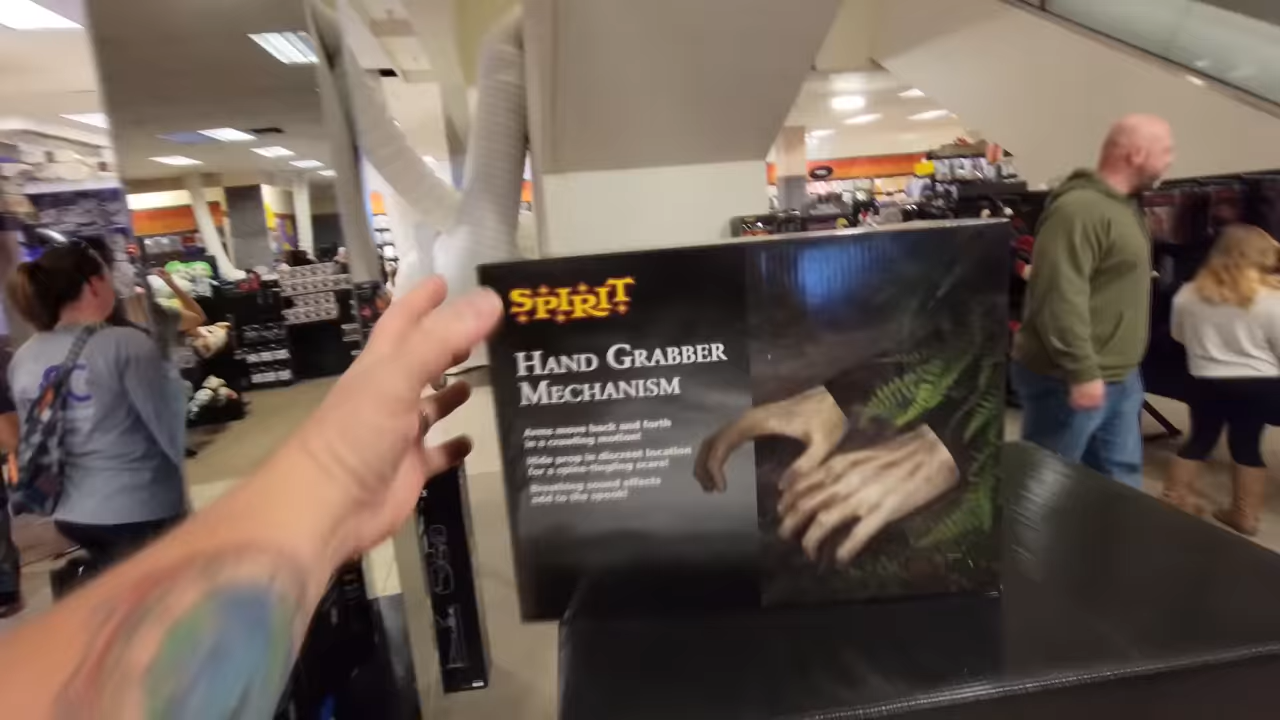 SPIRIT
HAND GRABBER
MECHANISM
Arms move back and forth
in a crawling motion!
Hide prop in discreet location
for a spine-tingling scare!
Breathing sound effects
add to the spook!